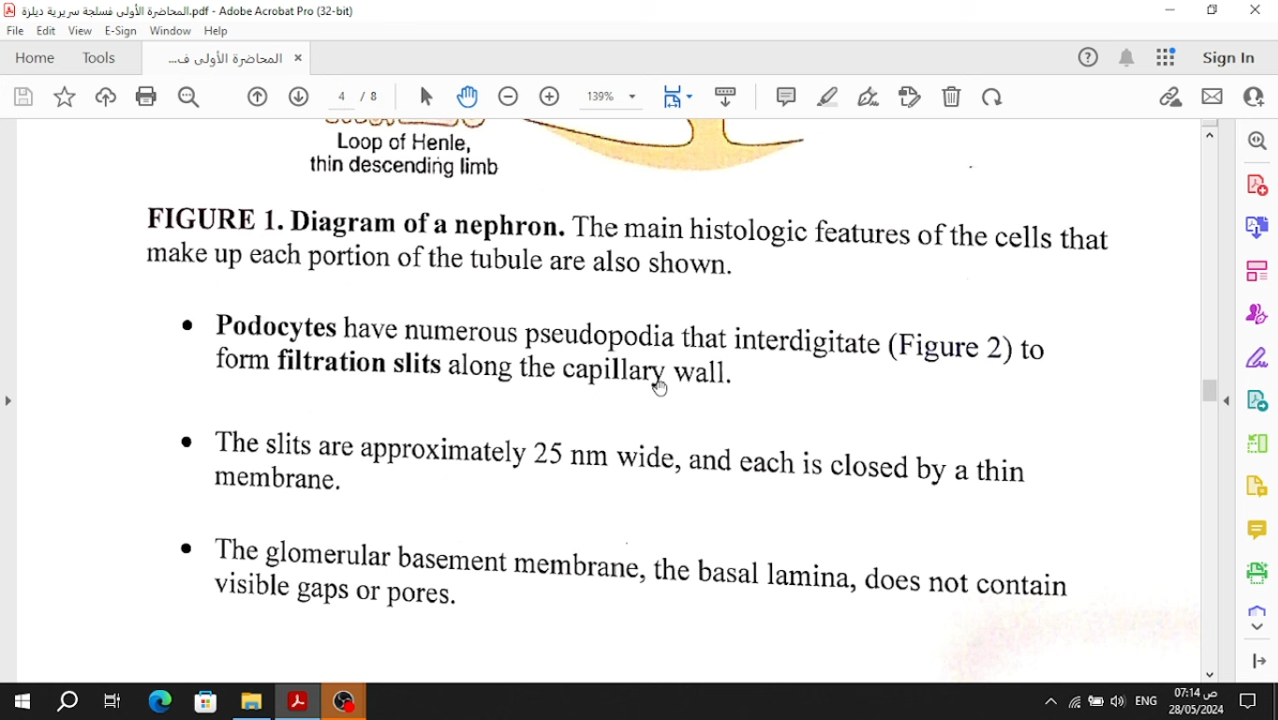 المحاضرة الأولى فسلجة سريرية ديلزة.pdf - Adobe Acrobat Pro (32-bit)
File Edit View E-Sign Window Help
Home Tools المحاضرة الأولى ف... × Sign In
4 / 8 139%
Loop of Henle,
thin descending limb
FIGURE 1. Diagram of a nephron. The main histologic features of the cells that
make up each portion of the tubule are also shown.
• Podocytes have numerous pseudopodia that interdigitate (Figure 2) to
form filtration slits along the capillary wall.
• The slits are approximately 25 nm wide, and each is closed by a thin
membrane.
• The glomerular basement membrane, the basal lamina, does not contain
visible gaps or pores.
ENG
07:14 ص
28/05/2024